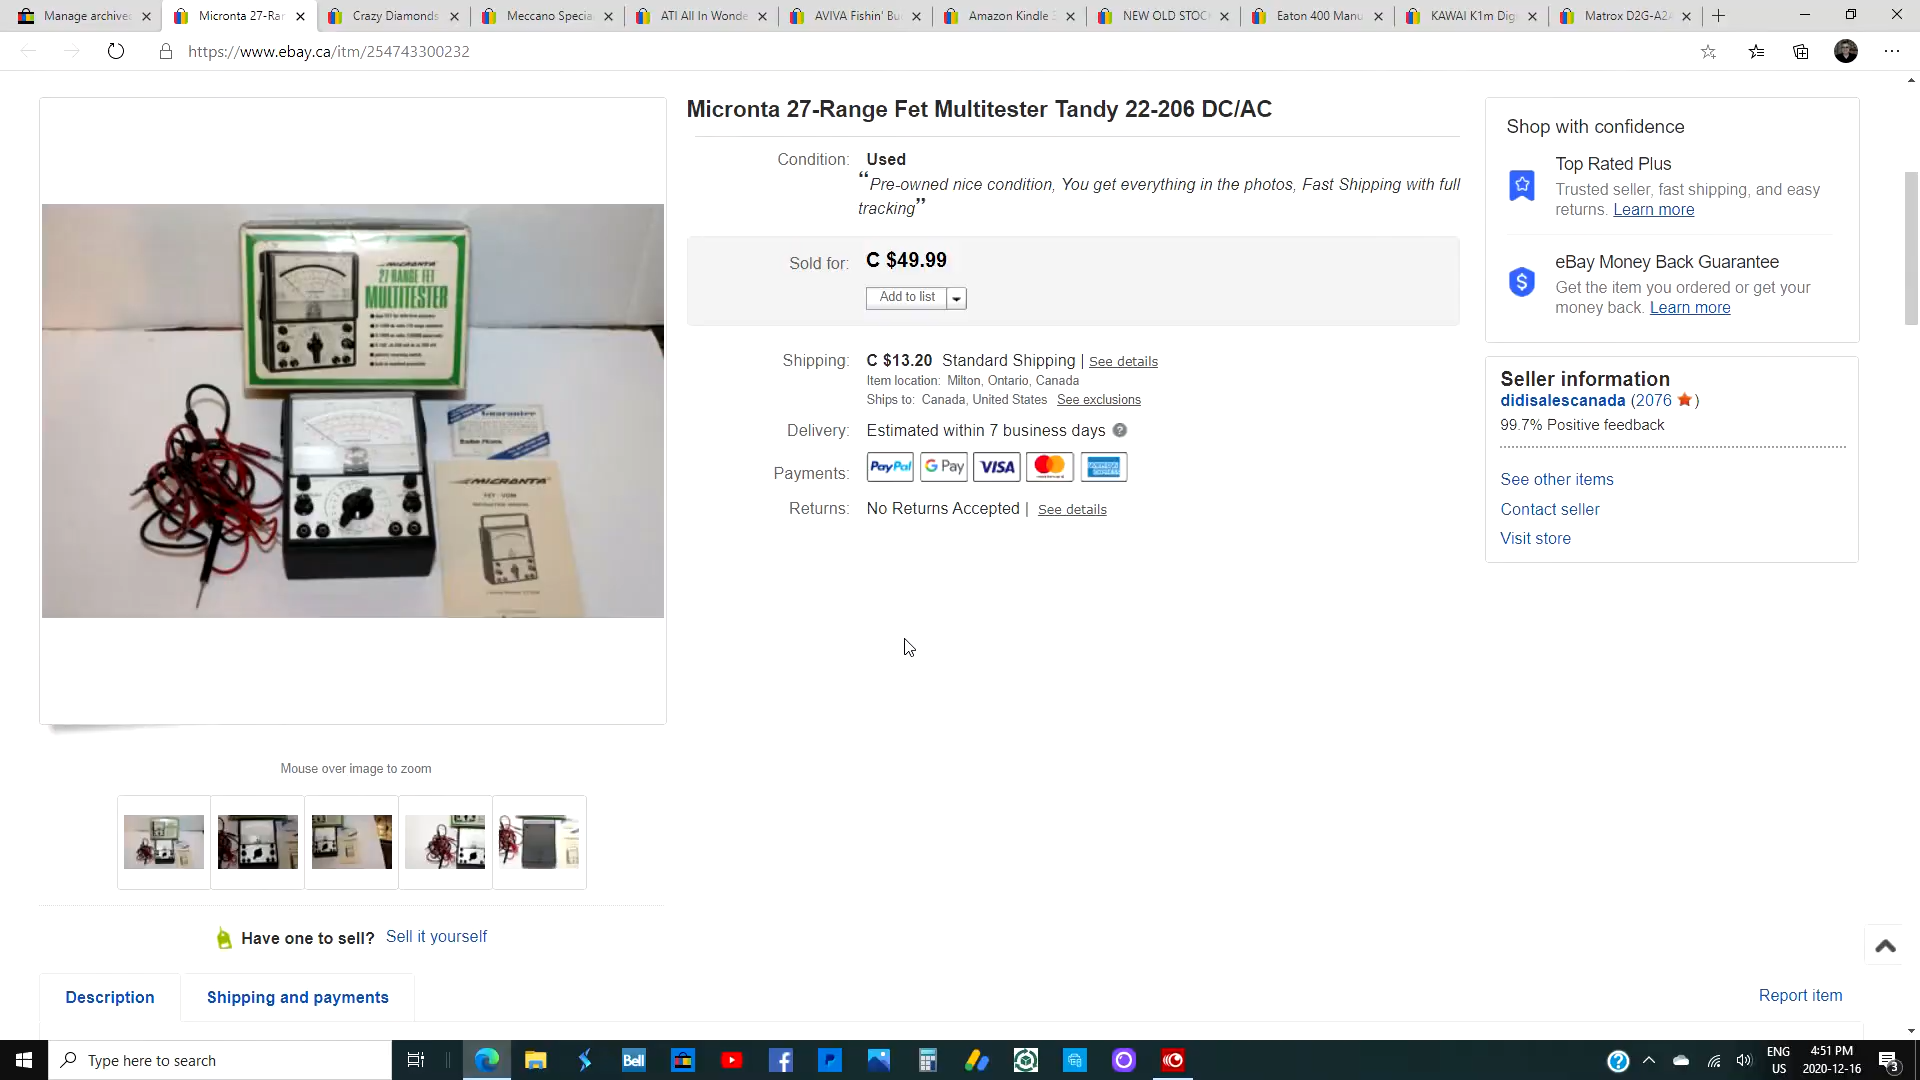 Manage archive
Micronta 27-Ra
Crazy Diamonds
Meccano Specia
ATI All In Wonde
AVIVA Fishin' Bu
Amazon Kindle
NEW OLD STOC
Eaton 400 Manu
KAWAI K1m Dig
Matrox D2G-A2A
https://www.ebay.ca/itm/254743300232
Micronta 27-Range Fet Multitester Tandy 22-206 DC/AC
Condition: Used
“Pre-owned nice condition, You get everything in the photos, Fast Shipping with full
tracking”
Sold for: C $49.99
Add to list
Shipping: C $13.20 Standard Shipping | See details
Item location: Milton, Ontario, Canada
Ships to: Canada, United States See exclusions
Delivery: Estimated within 7 business days
Payments: PayPal G Pay VISA
Returns: No Returns Accepted | See details
Shop with confidence
Top Rated Plus
Trusted seller, fast shipping, and easy
returns. Learn more
eBay Money Back Guarantee
Get the item you ordered or get your
money back. Learn more
Seller information
didisalescanada (2076)
99.7% Positive feedback
See other items
Contact seller
Visit store
MICRONTA
27 RANGE FET
MULTITESTER
Guarantee
Radio Shack
MICRONTA
FET - VOM
Mouse over image to zoom
Have one to sell? Sell it yourself
Description
Shipping and payments
Report item
Type here to search
Bell
ENG
US
4:51 PM
2020-12-16
3